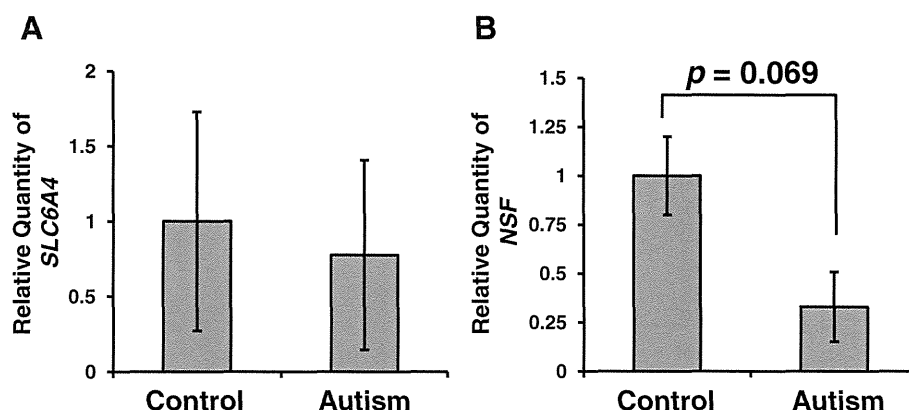 A
Relative Quantity of
SLC6A4
2
1.5
1
0.5
0
Control Autism
B
Relative Quantity of
NSF
p = 0.069
1.5
1.25
1
0.75
0.5
0.25
0
Control Autism